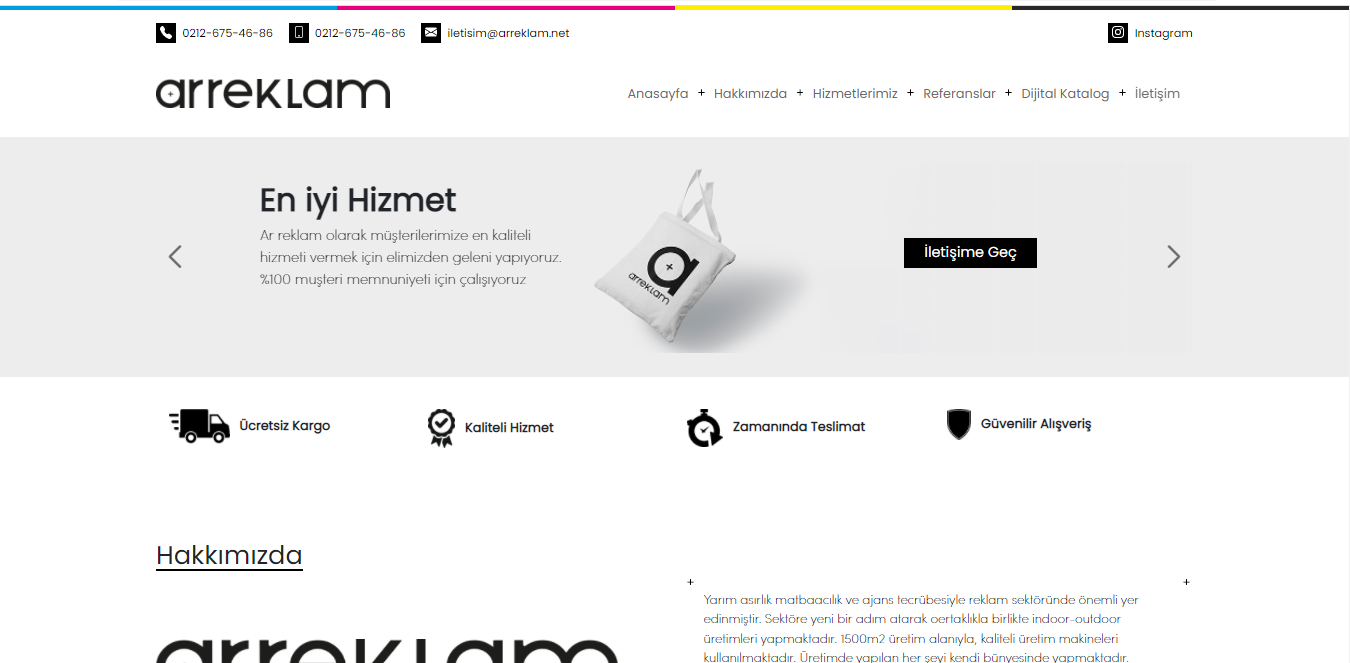 0212-675-46-86 0212-675-46-86 iletisim@arreklam.net Instagram
arreklam
Anasayfa + Hakkımızda + Hizmetlerimiz + Referanslar + Dijital Katalog + İletişim
En iyi Hizmet
Ar reklam olarak müşterilerimize en kaliteli
hizmeti vermek için elimizden geleni yapıyoruz.
%100 muşteri memnuniyeti için çalışıyoruz
a
arreklam
İletişime Geç
Ücretsiz Kargo
Kaliteli Hizmet
Zamanında Teslimat
Güvenilir Alışveriş
Hakkımızda
arreklam
+ +
Yarım asırlık matbaacılık ve ajans tecrübesiyle reklam sektöründe önemli yer
edinmiştir. Sektöre yeni bir adım atarak oertaklıkla birlikte indoor-outdoor
üretimleri yapmaktadır. 1500m2 üretim alanıyla, kaliteli üretim makineleri
kullanılmaktadır. Üretimde yapılan her şeyi kendi bünyesinde yapmaktadır.